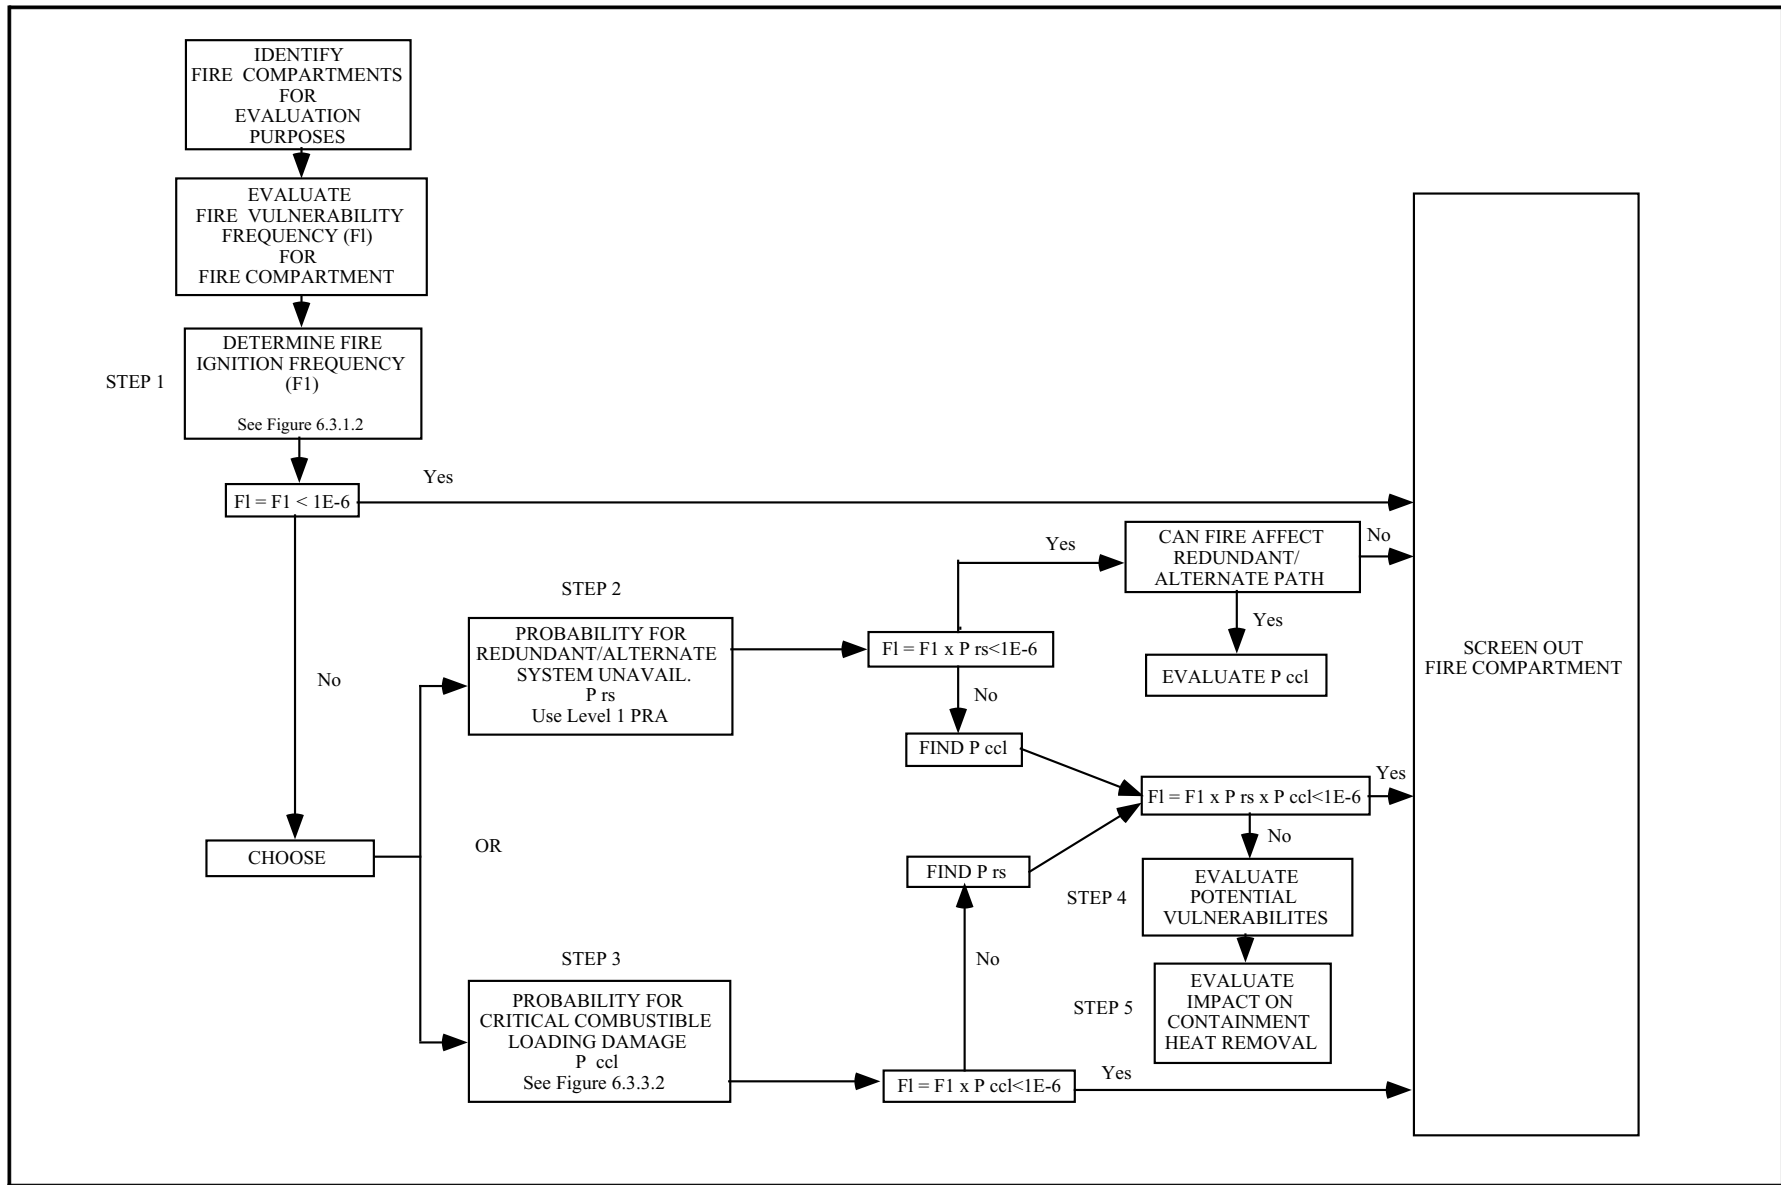 IDENTIFY
FIRE COMPARTMENTS
FOR
EVALUATION
PURPOSES
EVALUATE
FIRE VULNERABILITY
FREQUENCY (Fl)
FOR
FIRE COMPARTMENT
STEP 1
DETERMINE FIRE
IGNITION FREQUENCY
(F1)
See Figure 6.3.1.2
Fl = F1 < 1E-6
Yes
No
CHOOSE
OR
STEP 2
PROBABILITY FOR
REDUNDANT/ALTERNATE
SYSTEM UNAVAIL.
P rs
Use Level 1 PRA
Fl = F1 x P rs<1E-6
Yes
CAN FIRE AFFECT
REDUNDANT/
ALTERNATE PATH
No
Yes
EVALUATE P ccl
No
FIND P ccl
Fl = F1 x P rs x P ccl<1E-6
Yes
No
FIND P rs
STEP 4
EVALUATE
POTENTIAL
VULNERABILITES
STEP 5
EVALUATE
IMPACT ON
CONTAINMENT
HEAT REMOVAL
STEP 3
PROBABILITY FOR
CRITICAL COMBUSTIBLE
LOADING DAMAGE
P ccl
See Figure 6.3.3.2
No
Fl = F1 x P ccl<1E-6
Yes
SCREEN OUT
FIRE COMPARTMENT